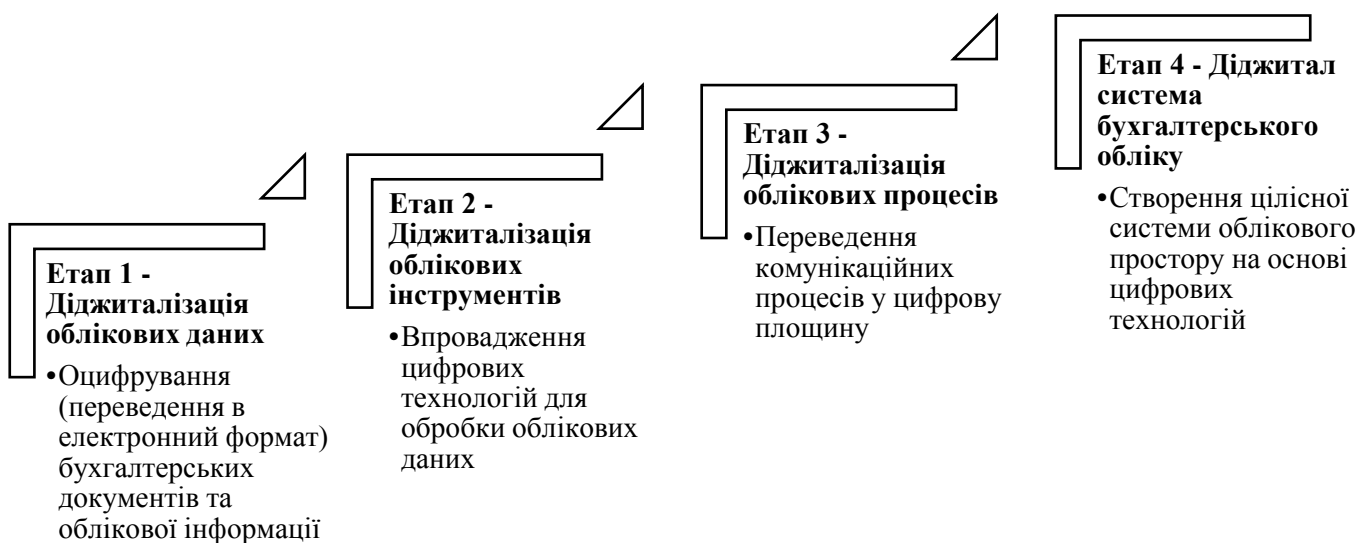 Етап 1 -
Діджиталізація
облікових даних
•Оцифрування
(переведення в
електронний формат)
бухгалтерських
документів та
облікової інформації
Етап 2 -
Діджиталізація
облікових
інструментів
•Впровадження
цифрових
технологій для
обробки облікових
даних
Етап 3 -
Діджиталізація
облікових процесів
•Переведення
комунікаційних
процесів у цифрову
площину
Етап 4 - Діджитал
система
бухгалтерського
обліку
•Створення цілісної
системи облікового
простору на основі
цифрових
технологій